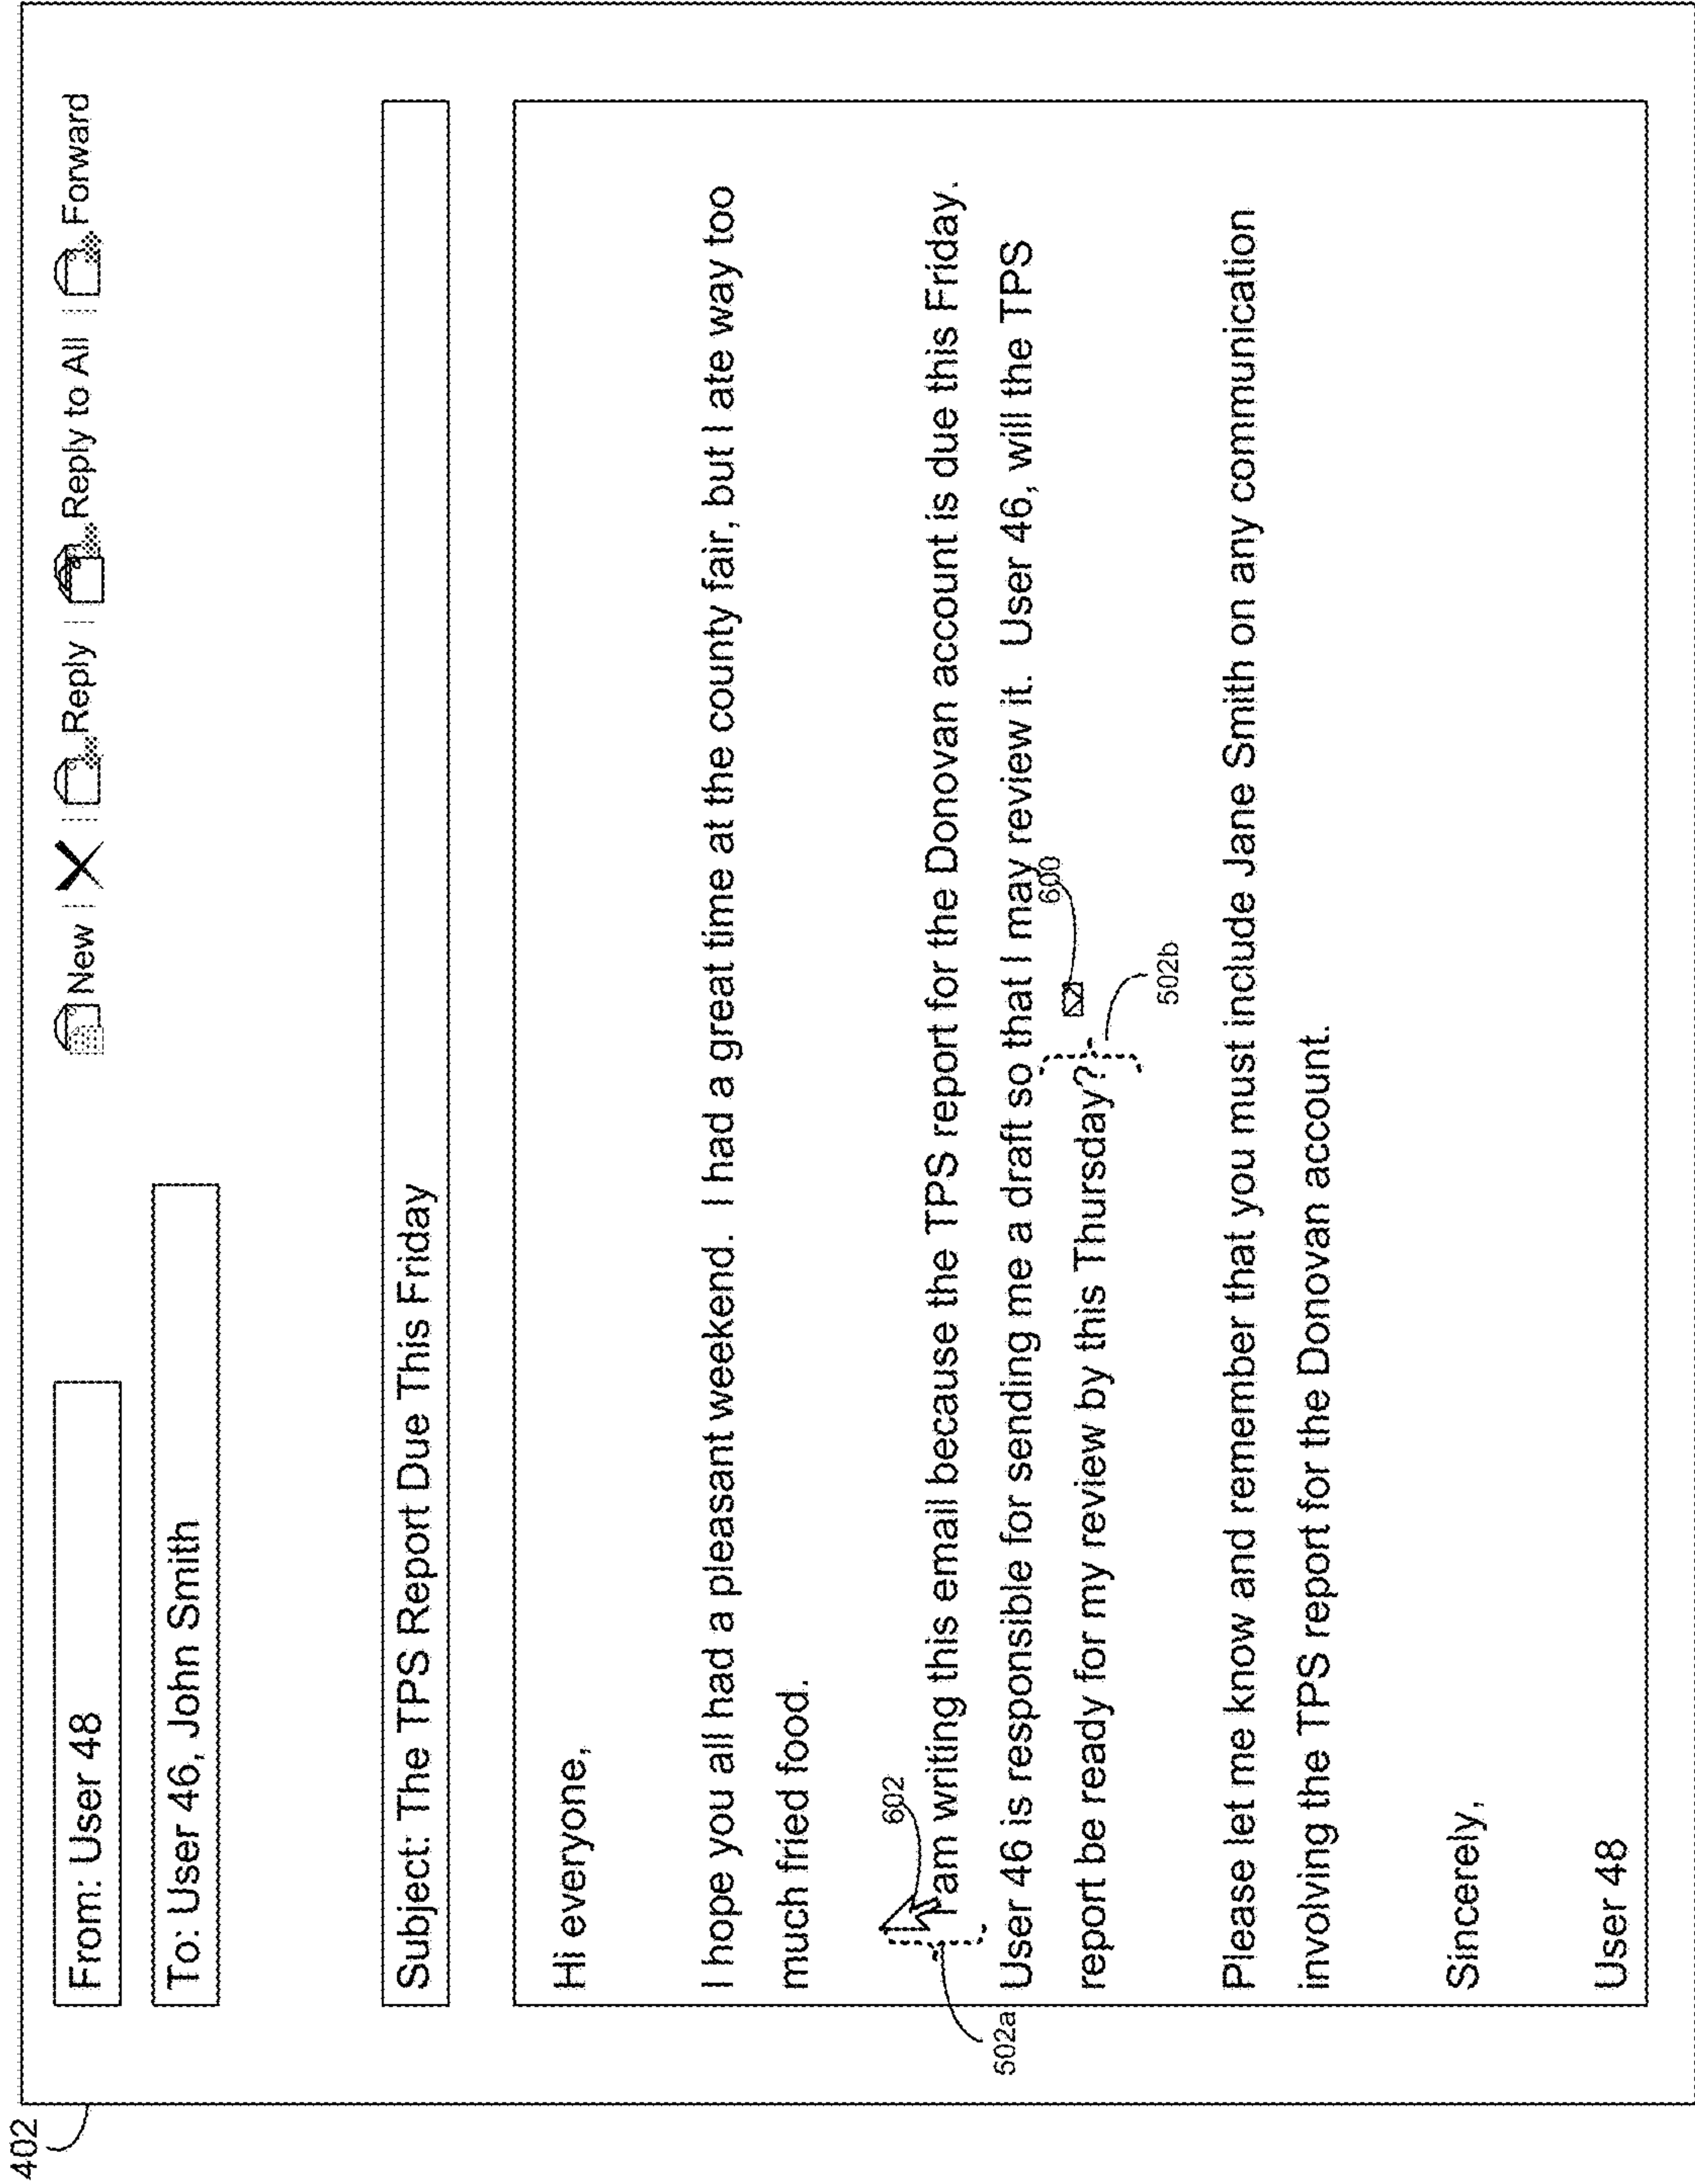 402
From: User 48
New Reply Reply to All Forward
To: User 46, John Smith
Subject: The TPS Report Due This Friday
Hi everyone,
I hope you all had a pleasant weekend. I had a great time at the county fair, but I ate way too
much fried food.
602
I am writing this email because the TPS report for the Donovan account is due this Friday.
502a
User 46 is responsible for sending me a draft so that I may review it. User 46, will the TPS
600
report be ready for my review by this Thursday?
502b
Please let me know and remember that you must include Jane Smith on any communication
involving the TPS report for the Donovan account.
Sincerely,
User 48